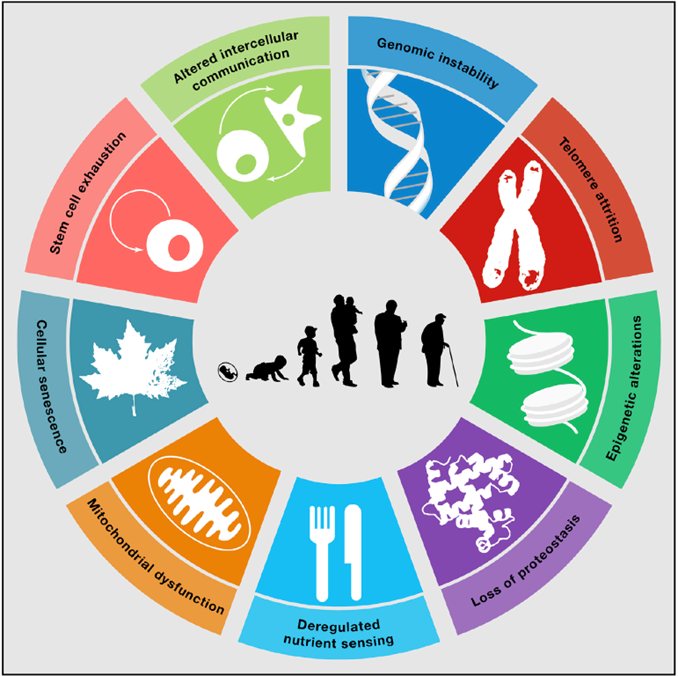 Genomic instability
Telomere attrition
Epigenetic alterations
Loss of proteostasis
Deregulated
nutrient sensing
Mitochondrial dysfunction
Cellular senescence
Stem cell exhaustion
Altered intercellular
communication